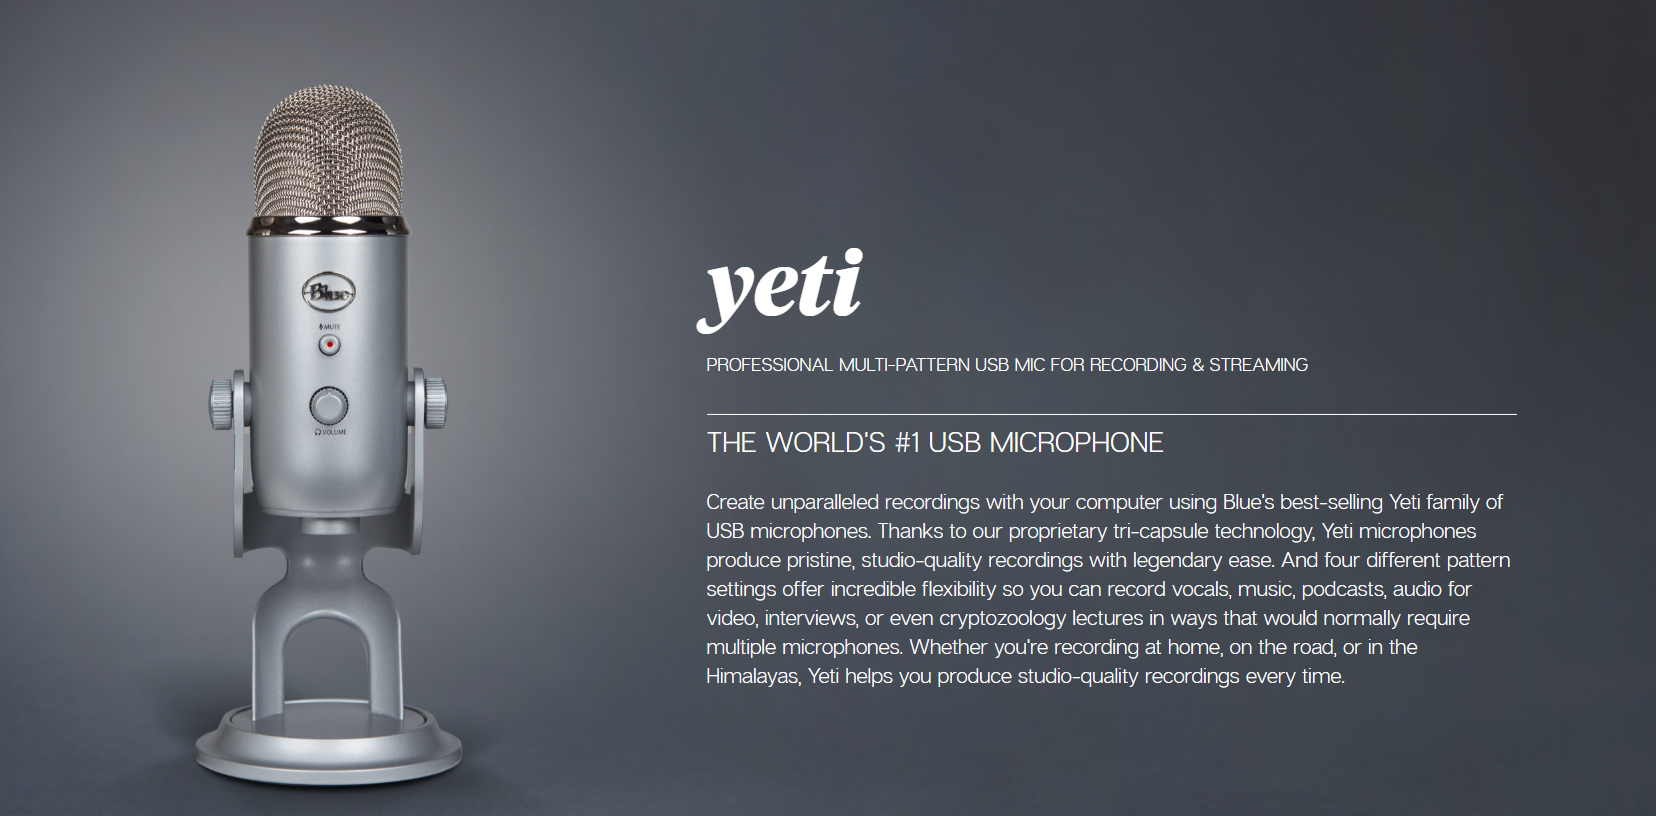 Blue
MUTE
VOLUME
yeti
PROFESSIONAL MULTI-PATTERN USB MIC FOR RECORDING & STREAMING
THE WORLD'S #1 USB MICROPHONE
Create unparalleled recordings with your computer using Blue's best-selling Yeti family of
USB microphones. Thanks to our proprietary tri-capsule technology, Yeti microphones
produce pristine, studio-quality recordings with legendary ease. And four different pattern
settings offer incredible flexibility so you can record vocals, music, podcasts, audio for
video, interviews, or even cryptozoology lectures in ways that would normally require
multiple microphones. Whether you're recording at home, on the road, or in the
Himalayas, Yeti helps you produce studio-quality recordings every time.